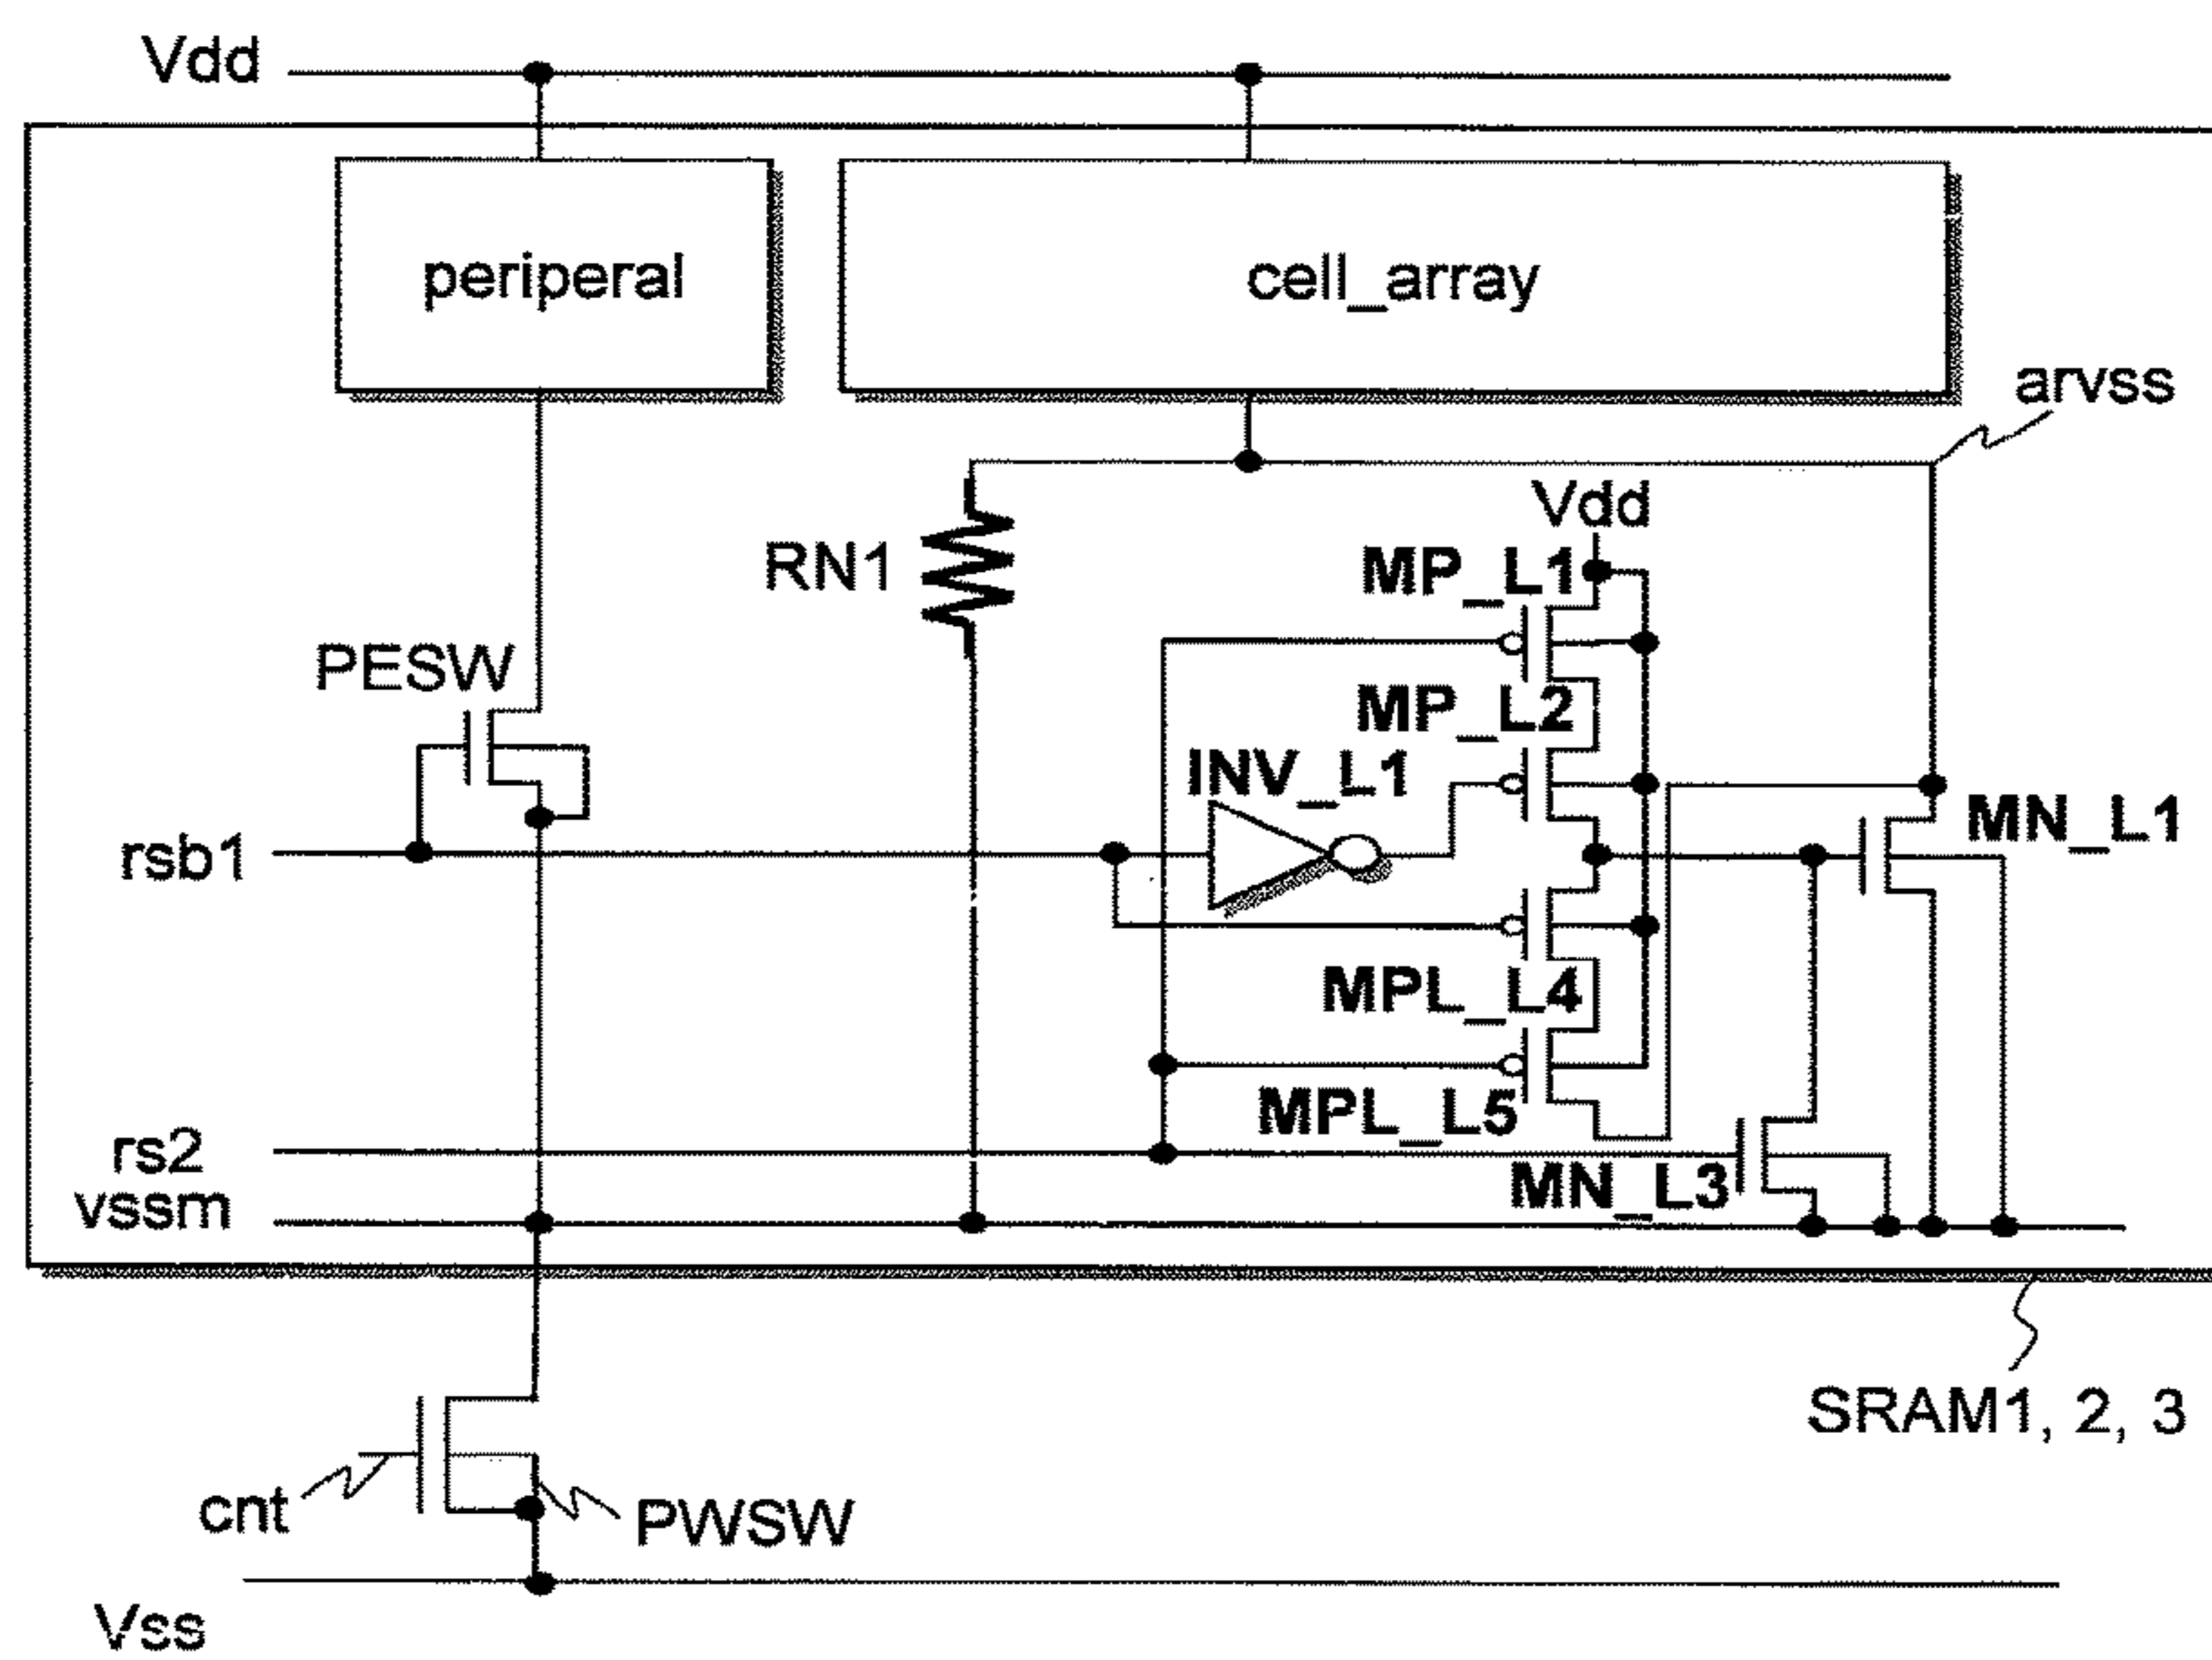 Vdd
periperal
cell_array
arvss
Vdd
MP_L1
RN1
PESW
MP_L2
INV_L1
MN_L1
rsb1
MPL_L4
MPL_L5
rs2
MN_L3
vssm
SRAM1, 2, 3
cnt
PWSW
Vss